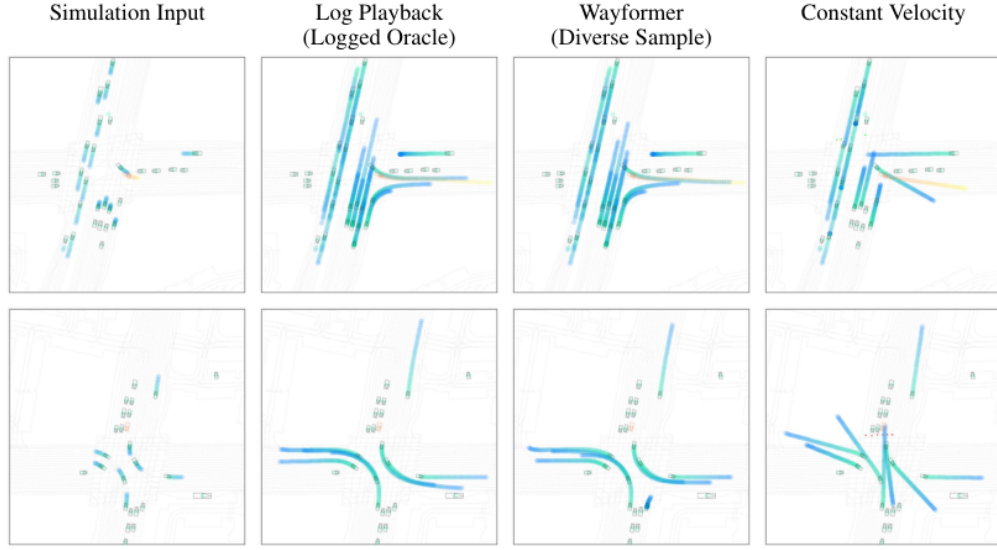 Simulation Input
Log Playback
(Logged Oracle)
Wayformer
(Diverse Sample)
Constant Velocity